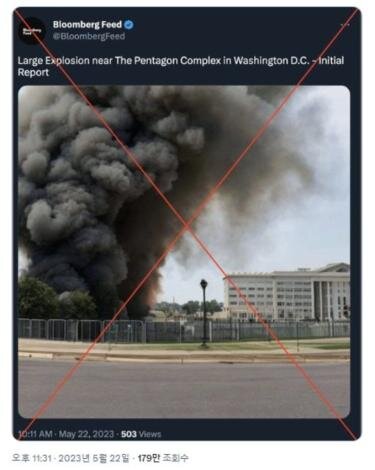 Bloomberg Feed
@BloombergFeed
Large Explosion near The Pentagon Complex in Washington D.C. - Initial
Report
10:11 AM · May 22, 2023 · 503 Views
오후 11:31 · 2023년 5월 22일 · 179만 조회수